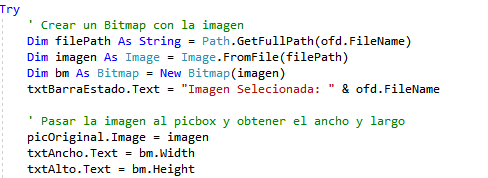 Try
' Crear un Bitmap con la imagen
Dim filePath As String = Path.GetFullPath(ofd.FileName)
Dim imagen As Image = Image.FromFile(filePath)
Dim bm As Bitmap = New Bitmap(imagen)
txtBarraEstado.Text = "Imagen Selecionada: " & ofd.FileName
' Pasar la imagen al picbox y obtener el ancho y largo
picOriginal.Image = imagen
txtAncho.Text = bm.Width
txtAlto.Text = bm.Height